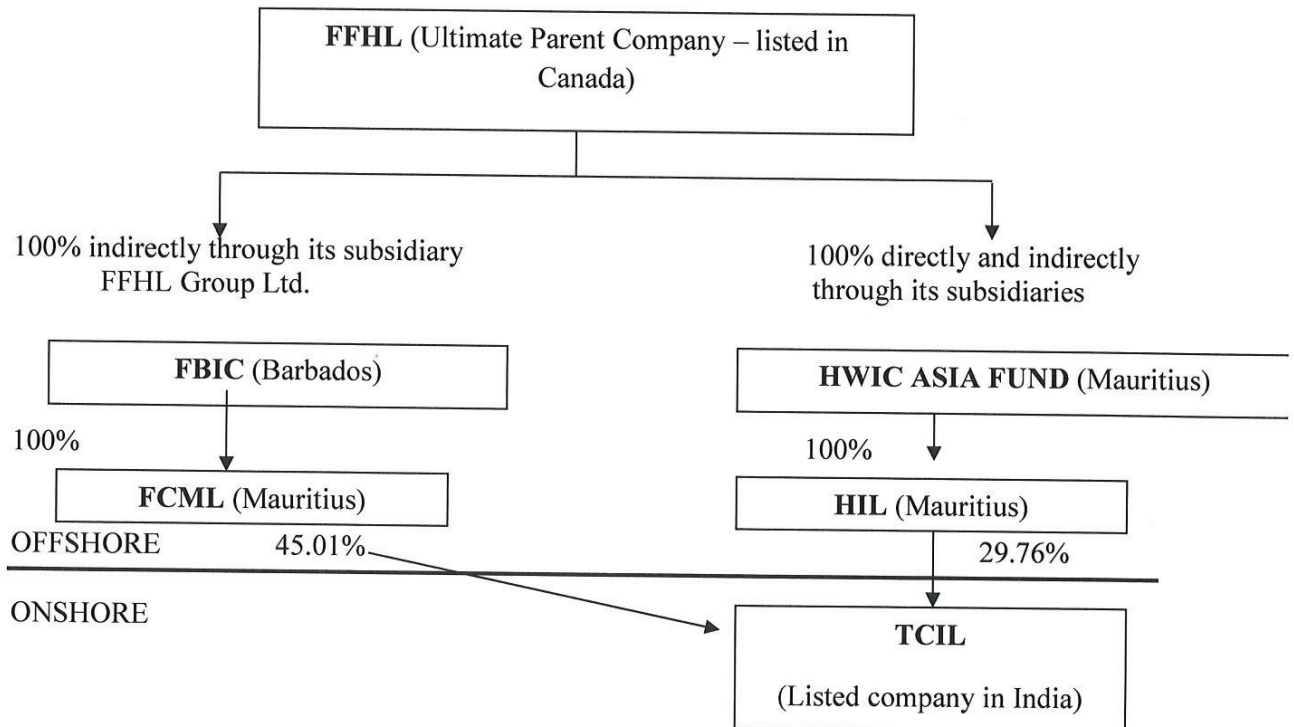 FFHL (Ultimate Parent Company – listed in
Canada)
100% indirectly through its subsidiary
FFHL Group Ltd.
100% directly and indirectly
through its subsidiaries
FBIC (Barbados)
HWIC ASIA FUND (Mauritius)
100%
100%
FCML (Mauritius)
HIL (Mauritius)
OFFSHORE
45.01%
29.76%
ONSHORE
TCIL
(Listed company in India)